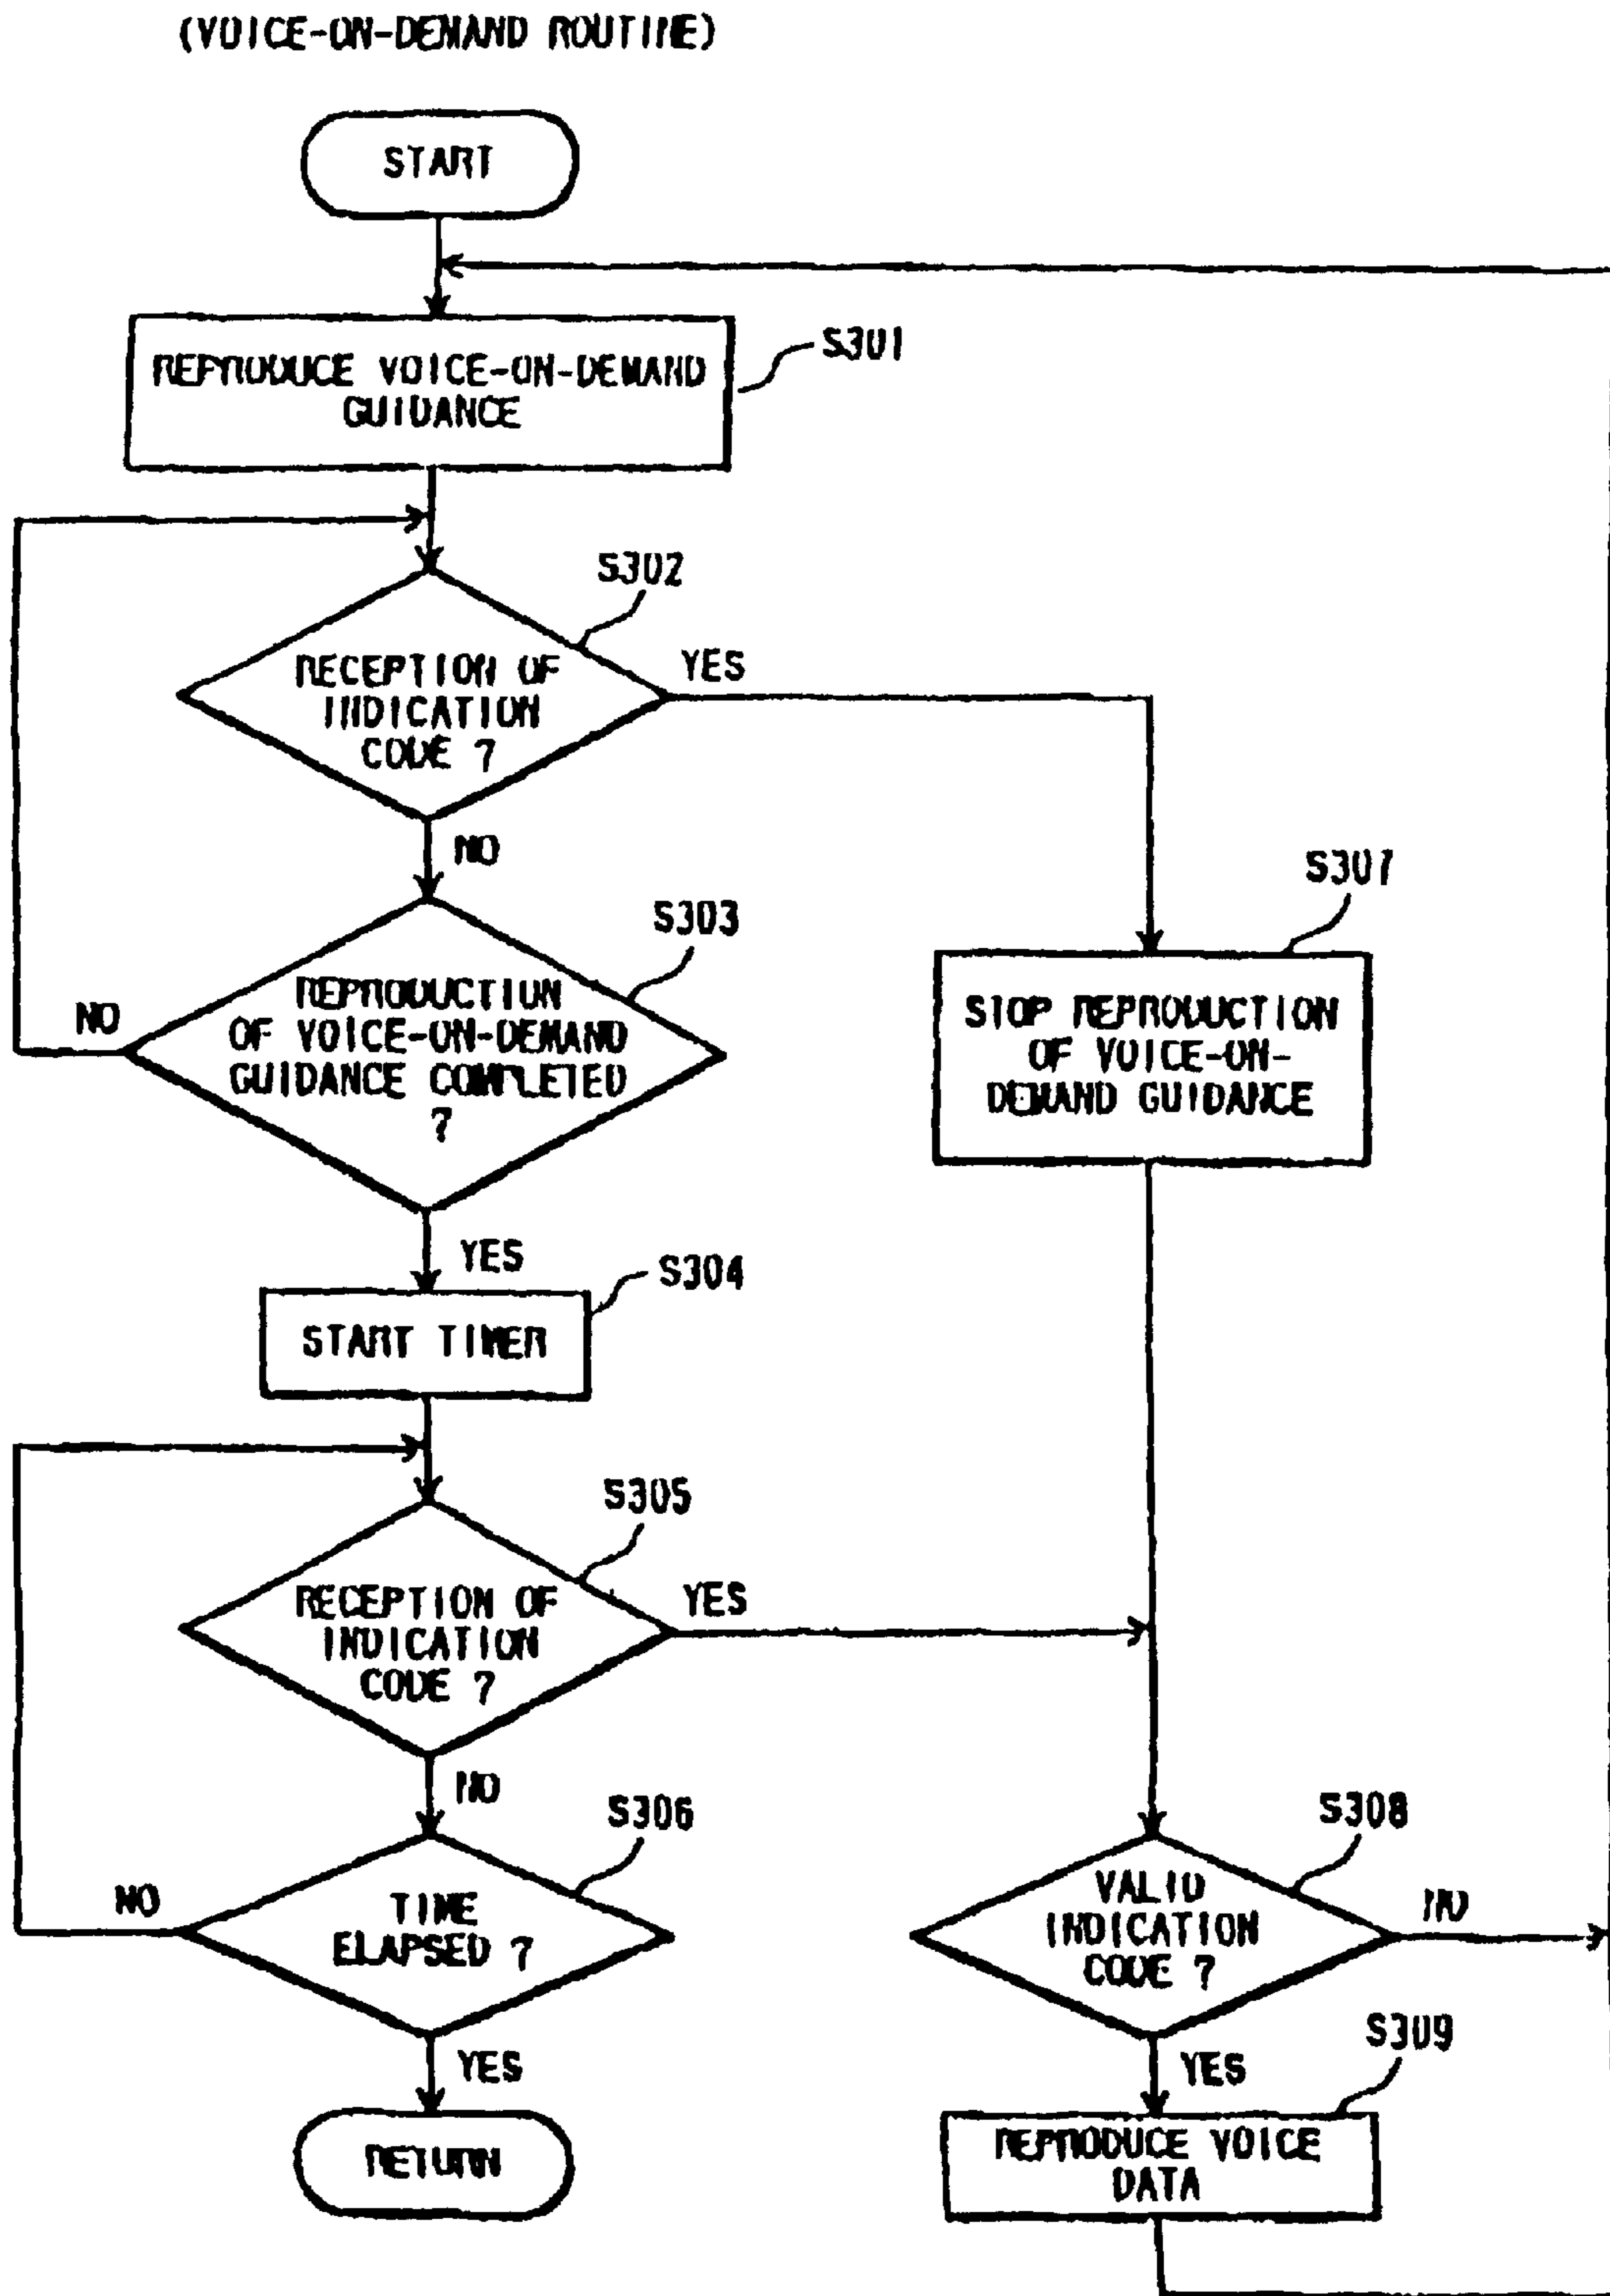 (VOICE-ON-DEMAND ROUTINE)
START
REPRODUCE VOICE-ON-DEMAND
GUIDANCE
S301
S302
RECEPTION OF
INDICATION
CODE ?
YES
NO
S303
REPRODUCTION
OF VOICE-ON-DEMAND
GUIDANCE COMPLETED
?
NO
YES
S307
STOP REPRODUCTION
OF VOICE-ON-
DEMAND GUIDANCE
S304
START TIMER
S305
RECEPTION OF
INDICATION
CODE ?
YES
NO
S306
TIME
ELAPSED ?
NO
YES
RETURN
S308
VALID
INDICATION
CODE ?
NO
YES
S309
REPRODUCE VOICE
DATA